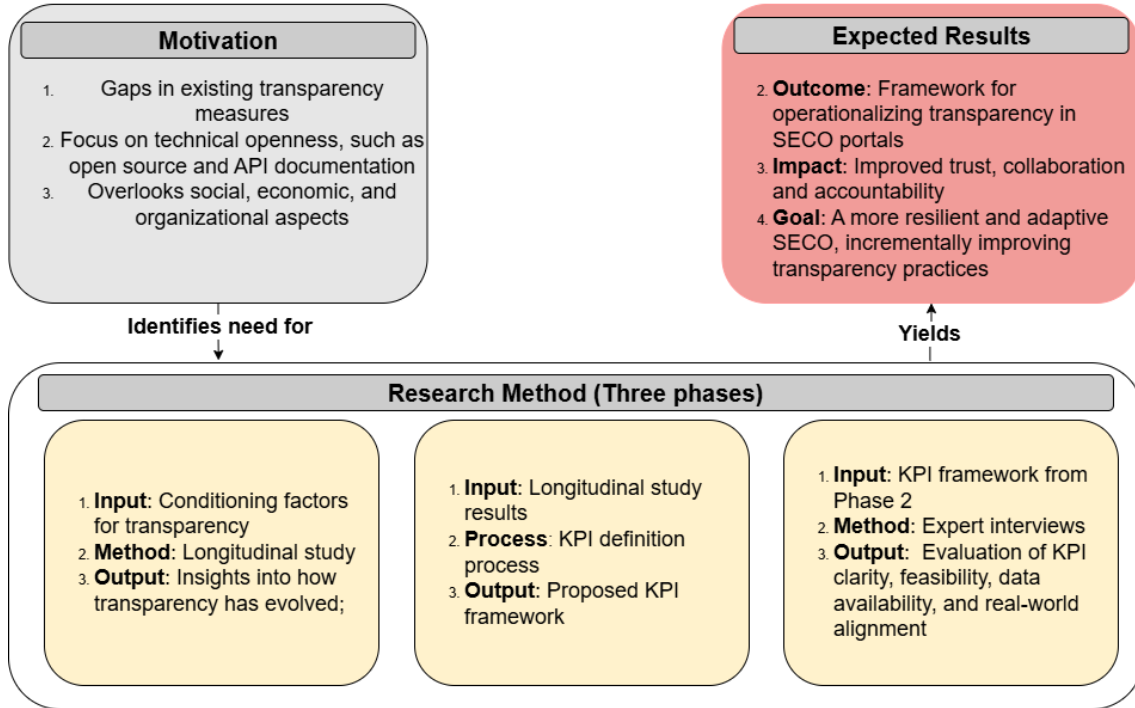 Motivation
1. Gaps in existing transparency
measures
2. Focus on technical openness, such as
open source and API documentation
3. Overlooks social, economic, and
organizational aspects
Expected Results
2. Outcome: Framework for
operationalizing transparency in
SECO portals
3. Impact: Improved trust, collaboration
and accountability
4. Goal: A more resilient and adaptive
SECO, incrementally improving
transparency practices
Identifies need for
Yields
Research Method (Three phases)
1. Input: Conditioning factors
for transparency
2. Method: Longitudinal study
3. Output: Insights into how
transparency has evolved;
1. Input: Longitudinal study
results
2. Process: KPI definition
process
3. Output: Proposed KPI
framework
1. Input: KPI framework from
Phase 2
2. Method: Expert interviews
3. Output: Evaluation of KPI
clarity, feasibility, data
availability, and real-world
alignment